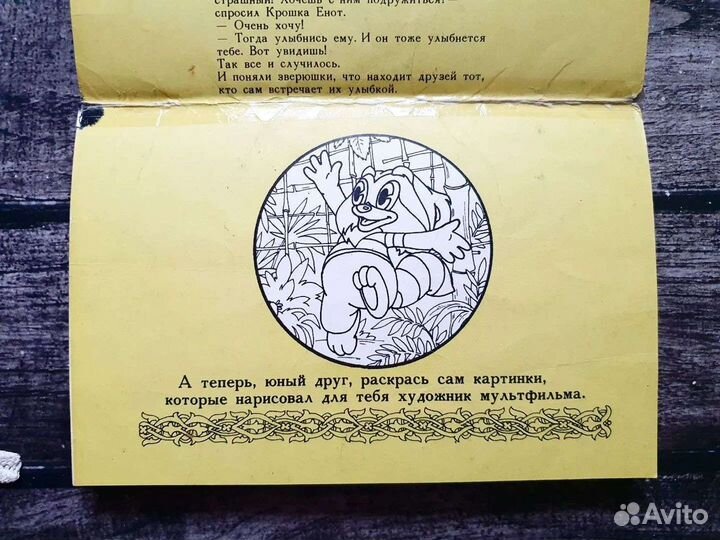 страшный! Хочешь с ним подружиться? —
спросил Крошка Енот.
— Очень хочу!
— Тогда улыбнись ему. И он тоже улыбнется
тебе. Вот увидишь!
Так все и случилось.
И поняли зверюшки, что находит друзей тот,
кто сам встречает их улыбкой.
А теперь, юный друг, раскрась сам картинки,
которые нарисовал для тебя художник мультфильма.
Avito